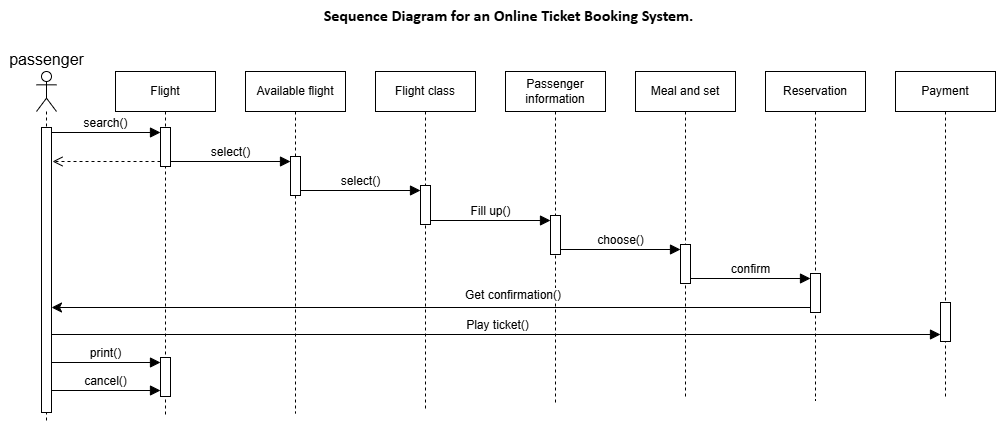 Sequence Diagram for an Online Ticket Booking System.
passenger
Flight
Available flight
Flight class
Passenger
information
Meal and set
Reservation
Payment
search()
select()
select()
Fill up()
choose()
confirm
Get confirmation()
Play ticket()
print()
cancel()